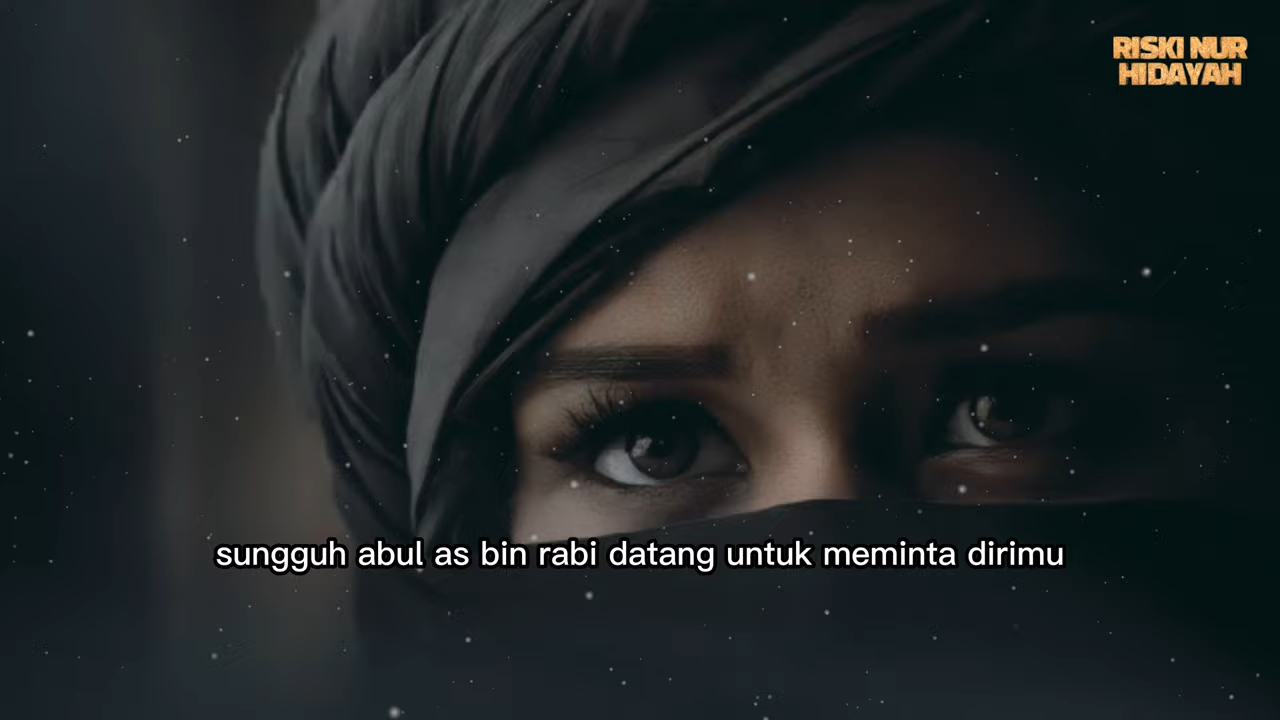 RISKI NUR
HIDAYAH
sungguh abul as bin rabi datang untuk meminta dirimu